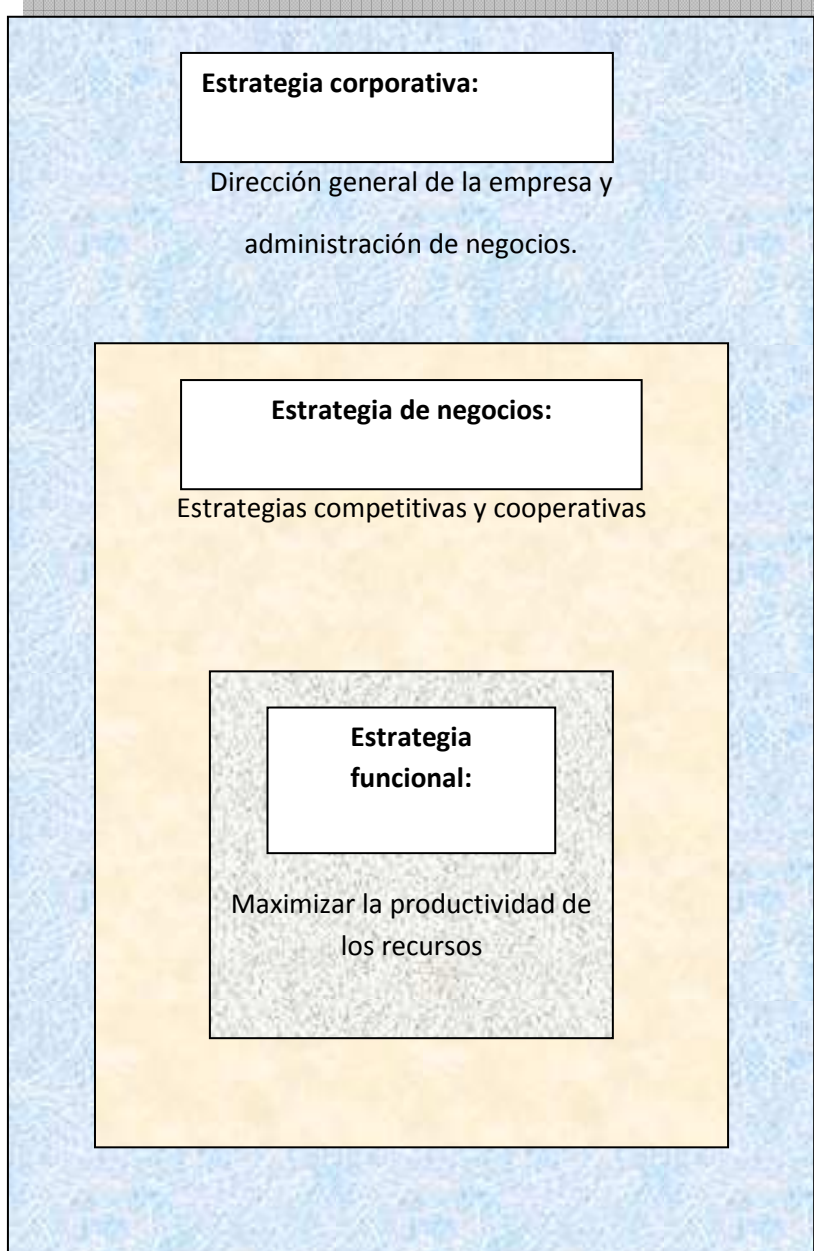 Estrategia corporativa:
Dirección general de la empresa y
administración de negocios.
Estrategia de negocios:
Estrategias competitivas y cooperativas
Estrategia
funcional:
Maximizar la productividad de
los recursos